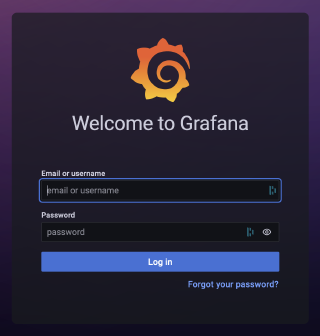 Welcome to Grafana
Email or username
email or username
Password
password
Log in
Forgot your password?